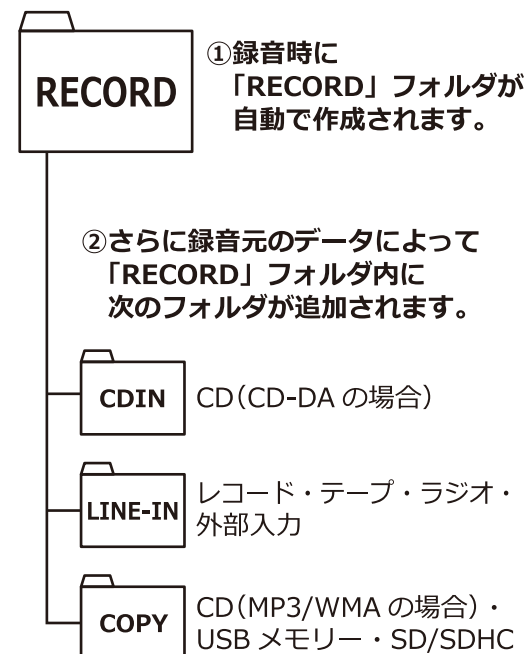 RECORD
①録音時に
「RECORD」フォルダが
自動で作成されます。
②さらに録音元のデータによって
「RECORD」フォルダ内に
次のフォルダが追加されます。
CDIN
CD(CD-DA の場合)
LINE-IN
レコード・テープ・ラジオ・
外部入力
COPY
CD(MP3/WMA の場合)・
USB メモリー・SD/SDHC